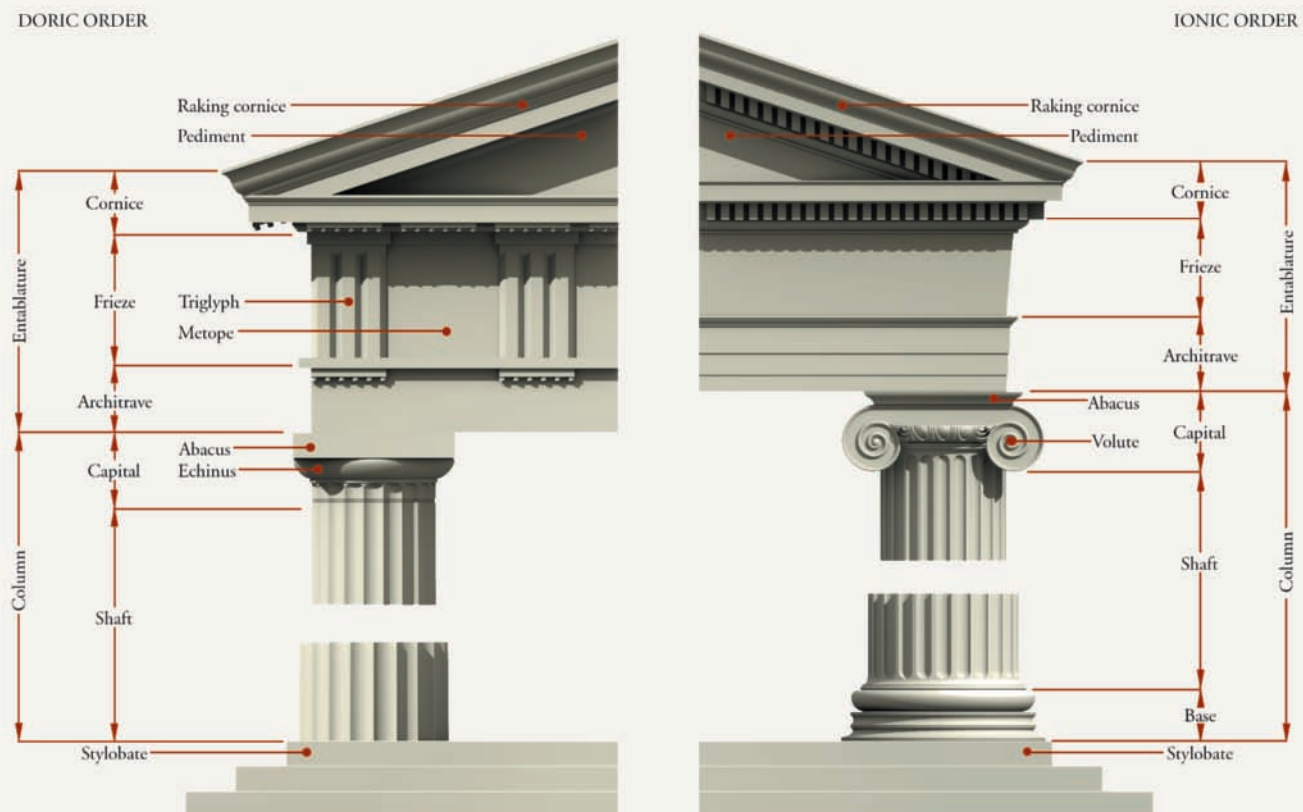 DORIC ORDER
Raking cornice
Pediment
Cornice
Entablature
Frieze
Triglyph
Metope
Architrave
Abacus
Echinus
Capital
Column
Shaft
Stylobate
IONIC ORDER
Raking cornice
Pediment
Cornice
Frieze
Entablature
Architrave
Abacus
Capital
Volute
Shaft
Column
Base
Stylobate